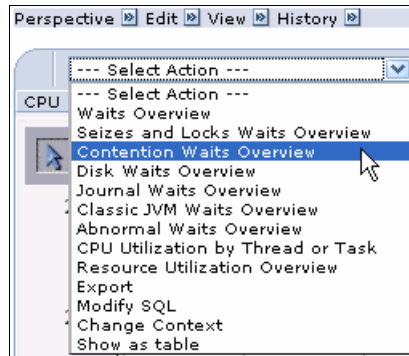 Perspective Edit View History
--- Select Action ---
--- Select Action ---
CPU
Waits Overview
Seizes and Locks Waits Overview
Contention Waits Overview
Disk Waits Overview
Journal Waits Overview
Classic JVM Waits Overview
Abnormal Waits Overview
CPU Utilization by Thread or Task
Resource Utilization Overview
Export
Modify SQL
Change Context
Show as table